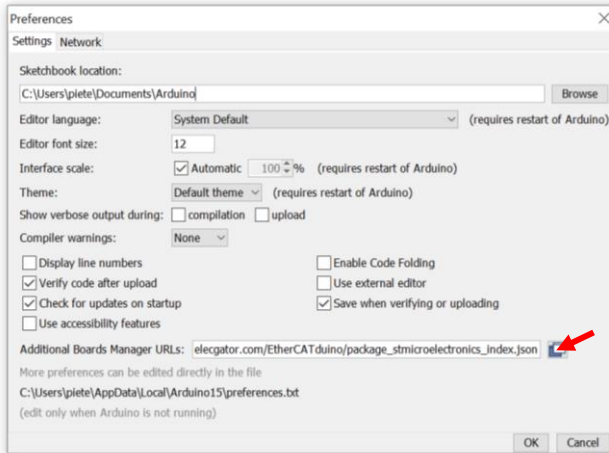 Preferences
Settings Network
Sketchbook location:
C:\Users\piete\Documents\Arduino
Browse
Editor language: System Default (requires restart of Arduino)
Editor font size: 12
Interface scale: Automatic 100 % (requires restart of Arduino)
Theme: Default theme (requires restart of Arduino)
Show verbose output during: compilation upload
Compiler warnings: None
Display line numbers Enable Code Folding
Verify code after upload Use external editor
Check for updates on startup Save when verifying or uploading
Use accessibility features
Additional Boards Manager URLs: elecgator.com/EtherCATduino/package_stmicroelectronics_index.json
More preferences can be edited directly in the file
C:\Users\piete\AppData\Local\Arduino15\preferences.txt
(edit only when Arduino is not running)
OK Cancel